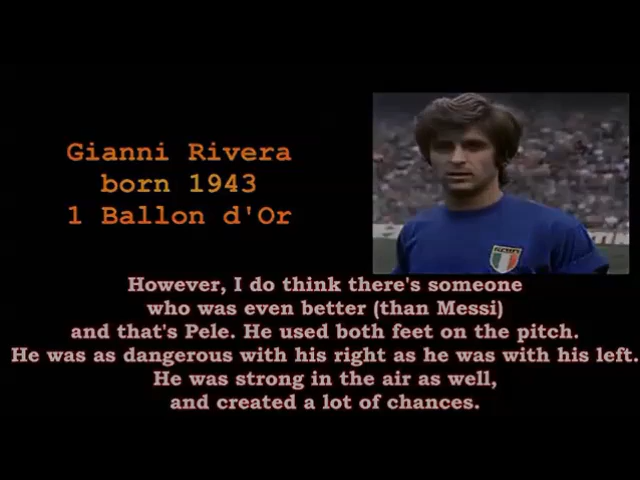 Gianni Rivera
born 1943
1 Ballon d'Or
However, I do think there's someone
who was even better (than Messi)
and that's Pele. He used both feet on the pitch.
He was as dangerous with his right as he was with his left.
He was strong in the air as well,
and created a lot of chances.